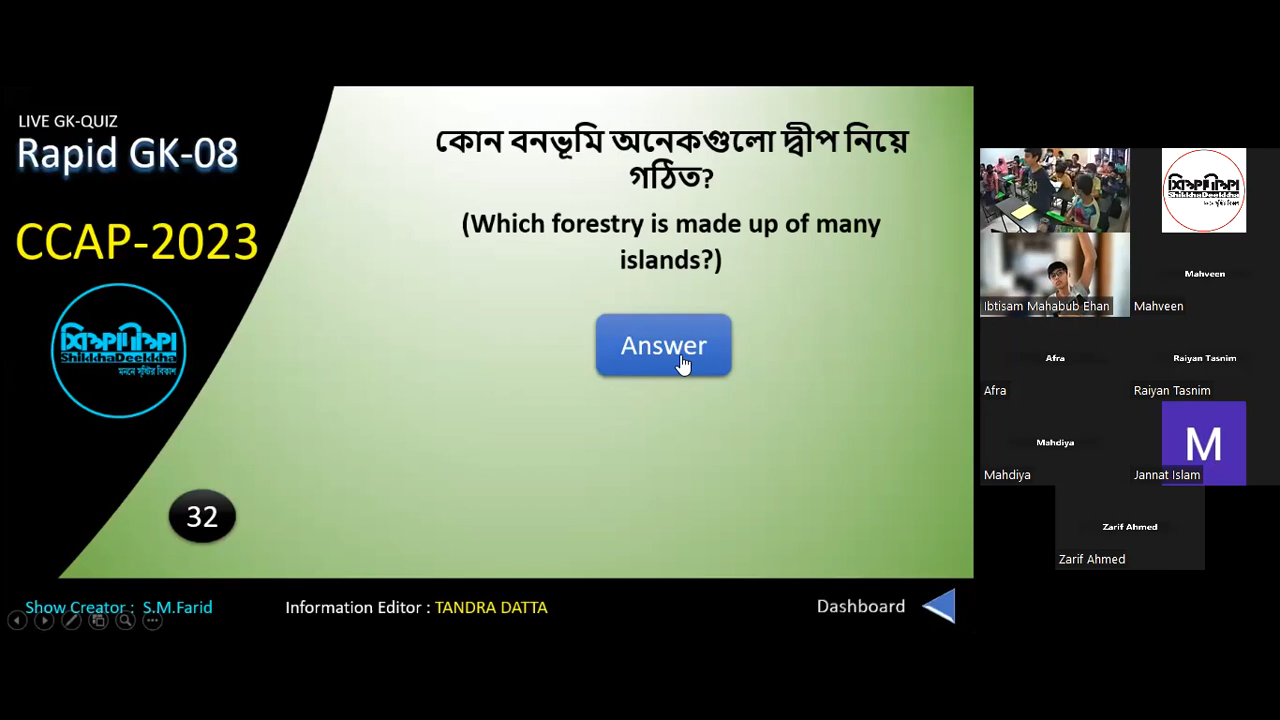 LIVE GK-QUIZ
Rapid GK-08
CCAP-2023
শিক্ষাদীক্ষা
ShikkhaDeekkha
মননে সৃষ্টির বিকাশ
32
কোন বনভূমি অনেকগুলো দ্বীপ নিয়ে
গঠিত?
(Which forestry is made up of many
islands?)
Answer
Show Creator : S.M.Farid
Information Editor : TANDRA DATTA
Dashboard
শিক্ষাদীক্ষা
Ibtisam Mahabub Ehan
Mahveen
Mahveen
Afra
Afra
Raiyan Tasnim
Raiyan Tasnim
Mahdiya
Mahdiya
M
Jannat Islam
Zarif Ahmed
Zarif Ahmed